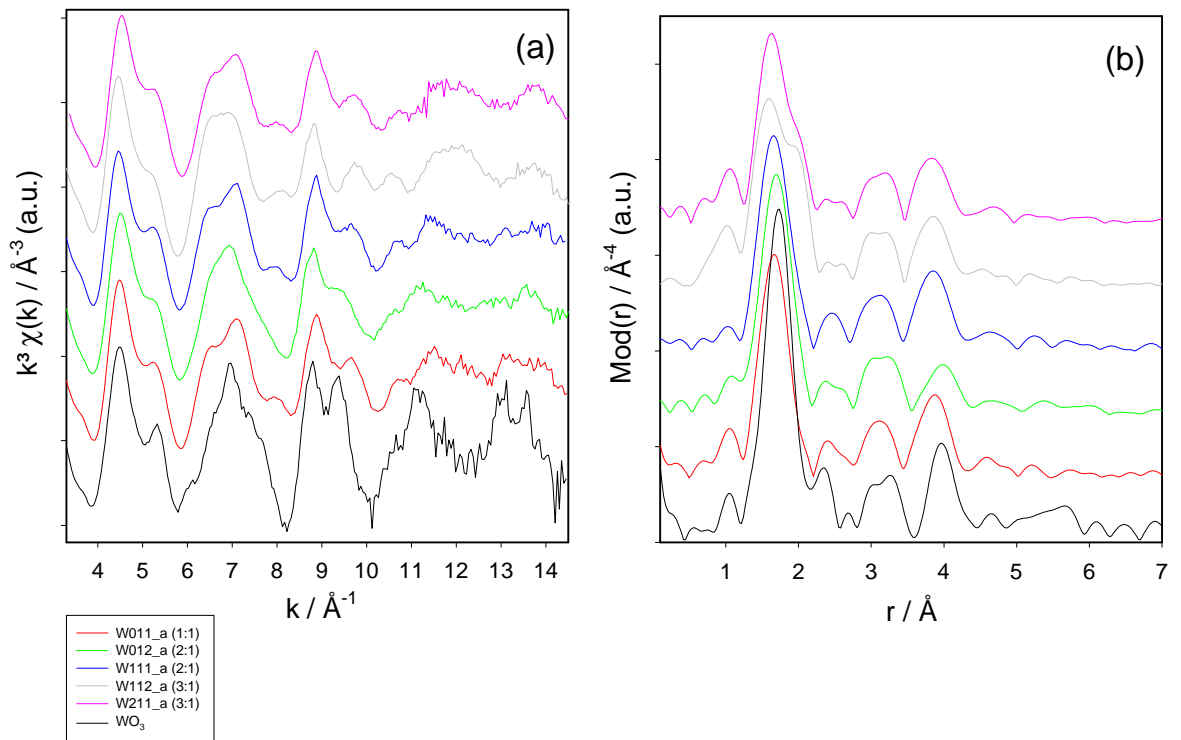 (a)
k³ χ(k) / Å⁻³ (a.u.)
4 5 6 7 8 9 10 11 12 13 14
k / Å⁻¹
(b)
Mod(r) / Å⁻⁴ (a.u.)
1 2 3 4 5 6 7
r / Å
W011_a (1:1)
W012_a (2:1)
W111_a (2:1)
W112_a (3:1)
W211_a (3:1)
WO₃